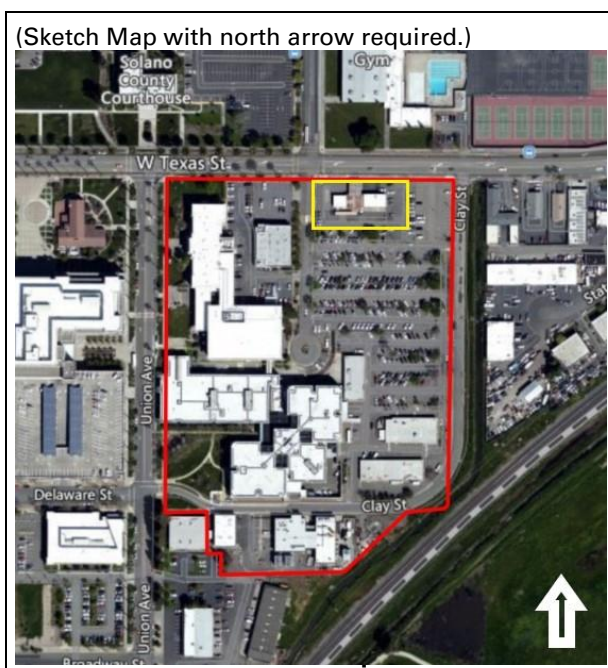 (Sketch Map with north arrow required.)
Solano
County
Courthouse
Gym
W Texas St
Clay St
Union Ave
Delaware St
Clay St
Union Ave
Broadway St